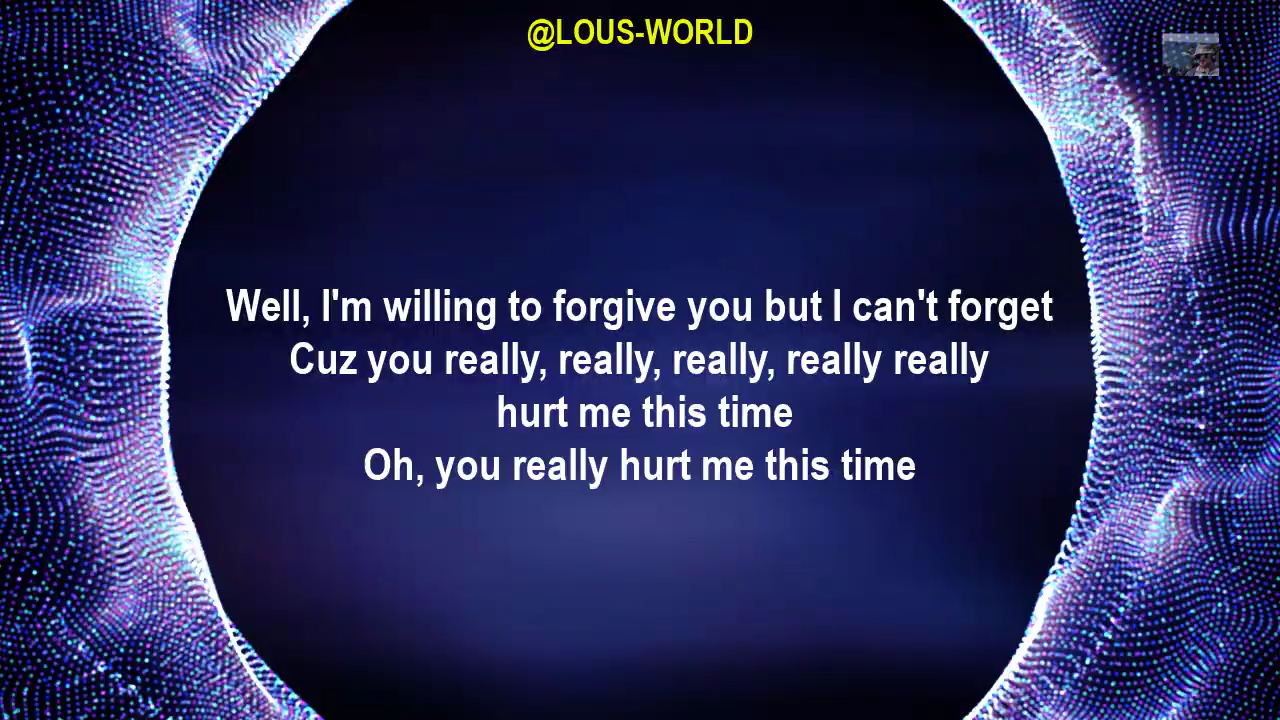 @LOUS-WORLD
Well, I'm willing to forgive you but I can't forget
Cuz you really, really, really, really really
hurt me this time
Oh, you really hurt me this time